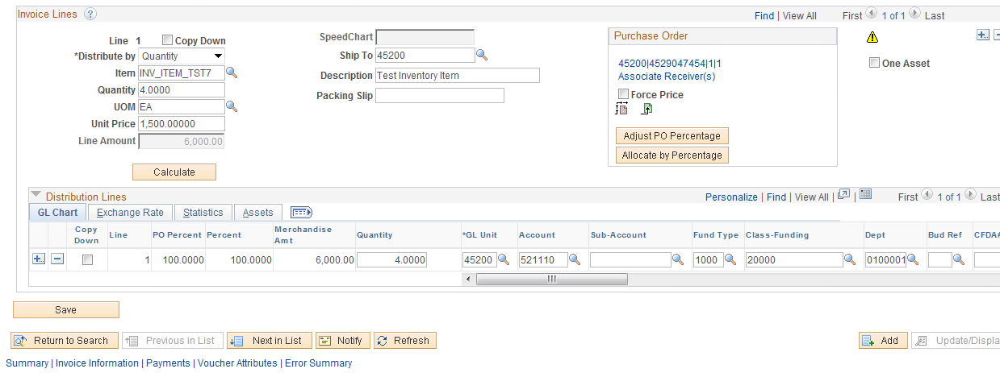 Invoice Lines ?
Find | View All First 1 of 1 Last
Line 1 Copy Down
*Distribute by Quantity
Item INV_ITEM_TST7
Quantity 4.0000
UOM EA
Unit Price 1,500.00000
Line Amount 6,000.00
Calculate
SpeedChart
Ship To 45200
Description Test Inventory Item
Packing Slip
Purchase Order
45200|4529047454|1|1
Associate Receiver(s)
Force Price
Adjust PO Percentage
Allocate by Percentage
One Asset
Distribution Lines
Personalize | Find | View All | | First 1 of 1 Last
GL Chart Exchange Rate Statistics Assets
Copy Down Line PO Percent Percent Merchandise Amt Quantity *GL Unit Account Sub-Account Fund Type Class-Funding Dept Bud Ref CFDA#
1 100.0000 100.0000 6,000.00 4.0000 45200 521110 1000 20000 0100001
Save
Return to Search Previous in List Next in List Notify Refresh Add Update/Displa
Summary | Invoice Information | Payments | Voucher Attributes | Error Summary